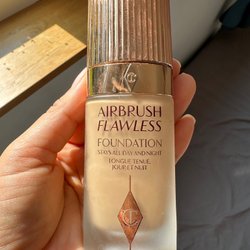 AIRBRUSH
FLAWLESS
FOUNDATION
STAYS ALL DAY AND NIGHT
LONGUE TENUE,
JOUR ET NUIT